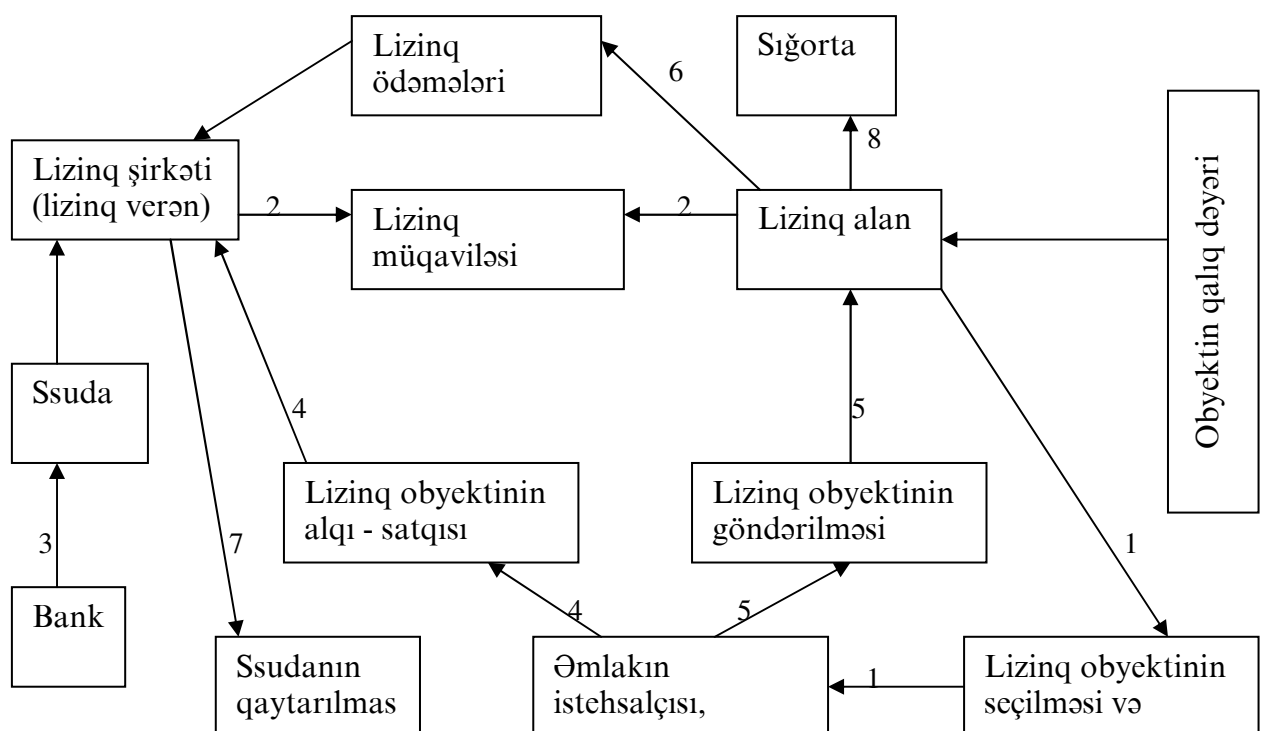 Lizinq
ödəmələri
Sığorta
6
8
Lizinq şirkəti
(lizinq verən)
2
Lizinq
müqaviləsi
2
Lizinq alan
Obyektin qalıq dəyəri
Ssuda
4
5
Lizinq obyektinin
alqı - satqısı
Lizinq obyektinin
göndərilməsi
3
7
1
Bank
4
5
Ssudanın
qaytarılmas
Əmlakın
istehsalçısı,
1
Lizinq obyektinin
seçilməsi və